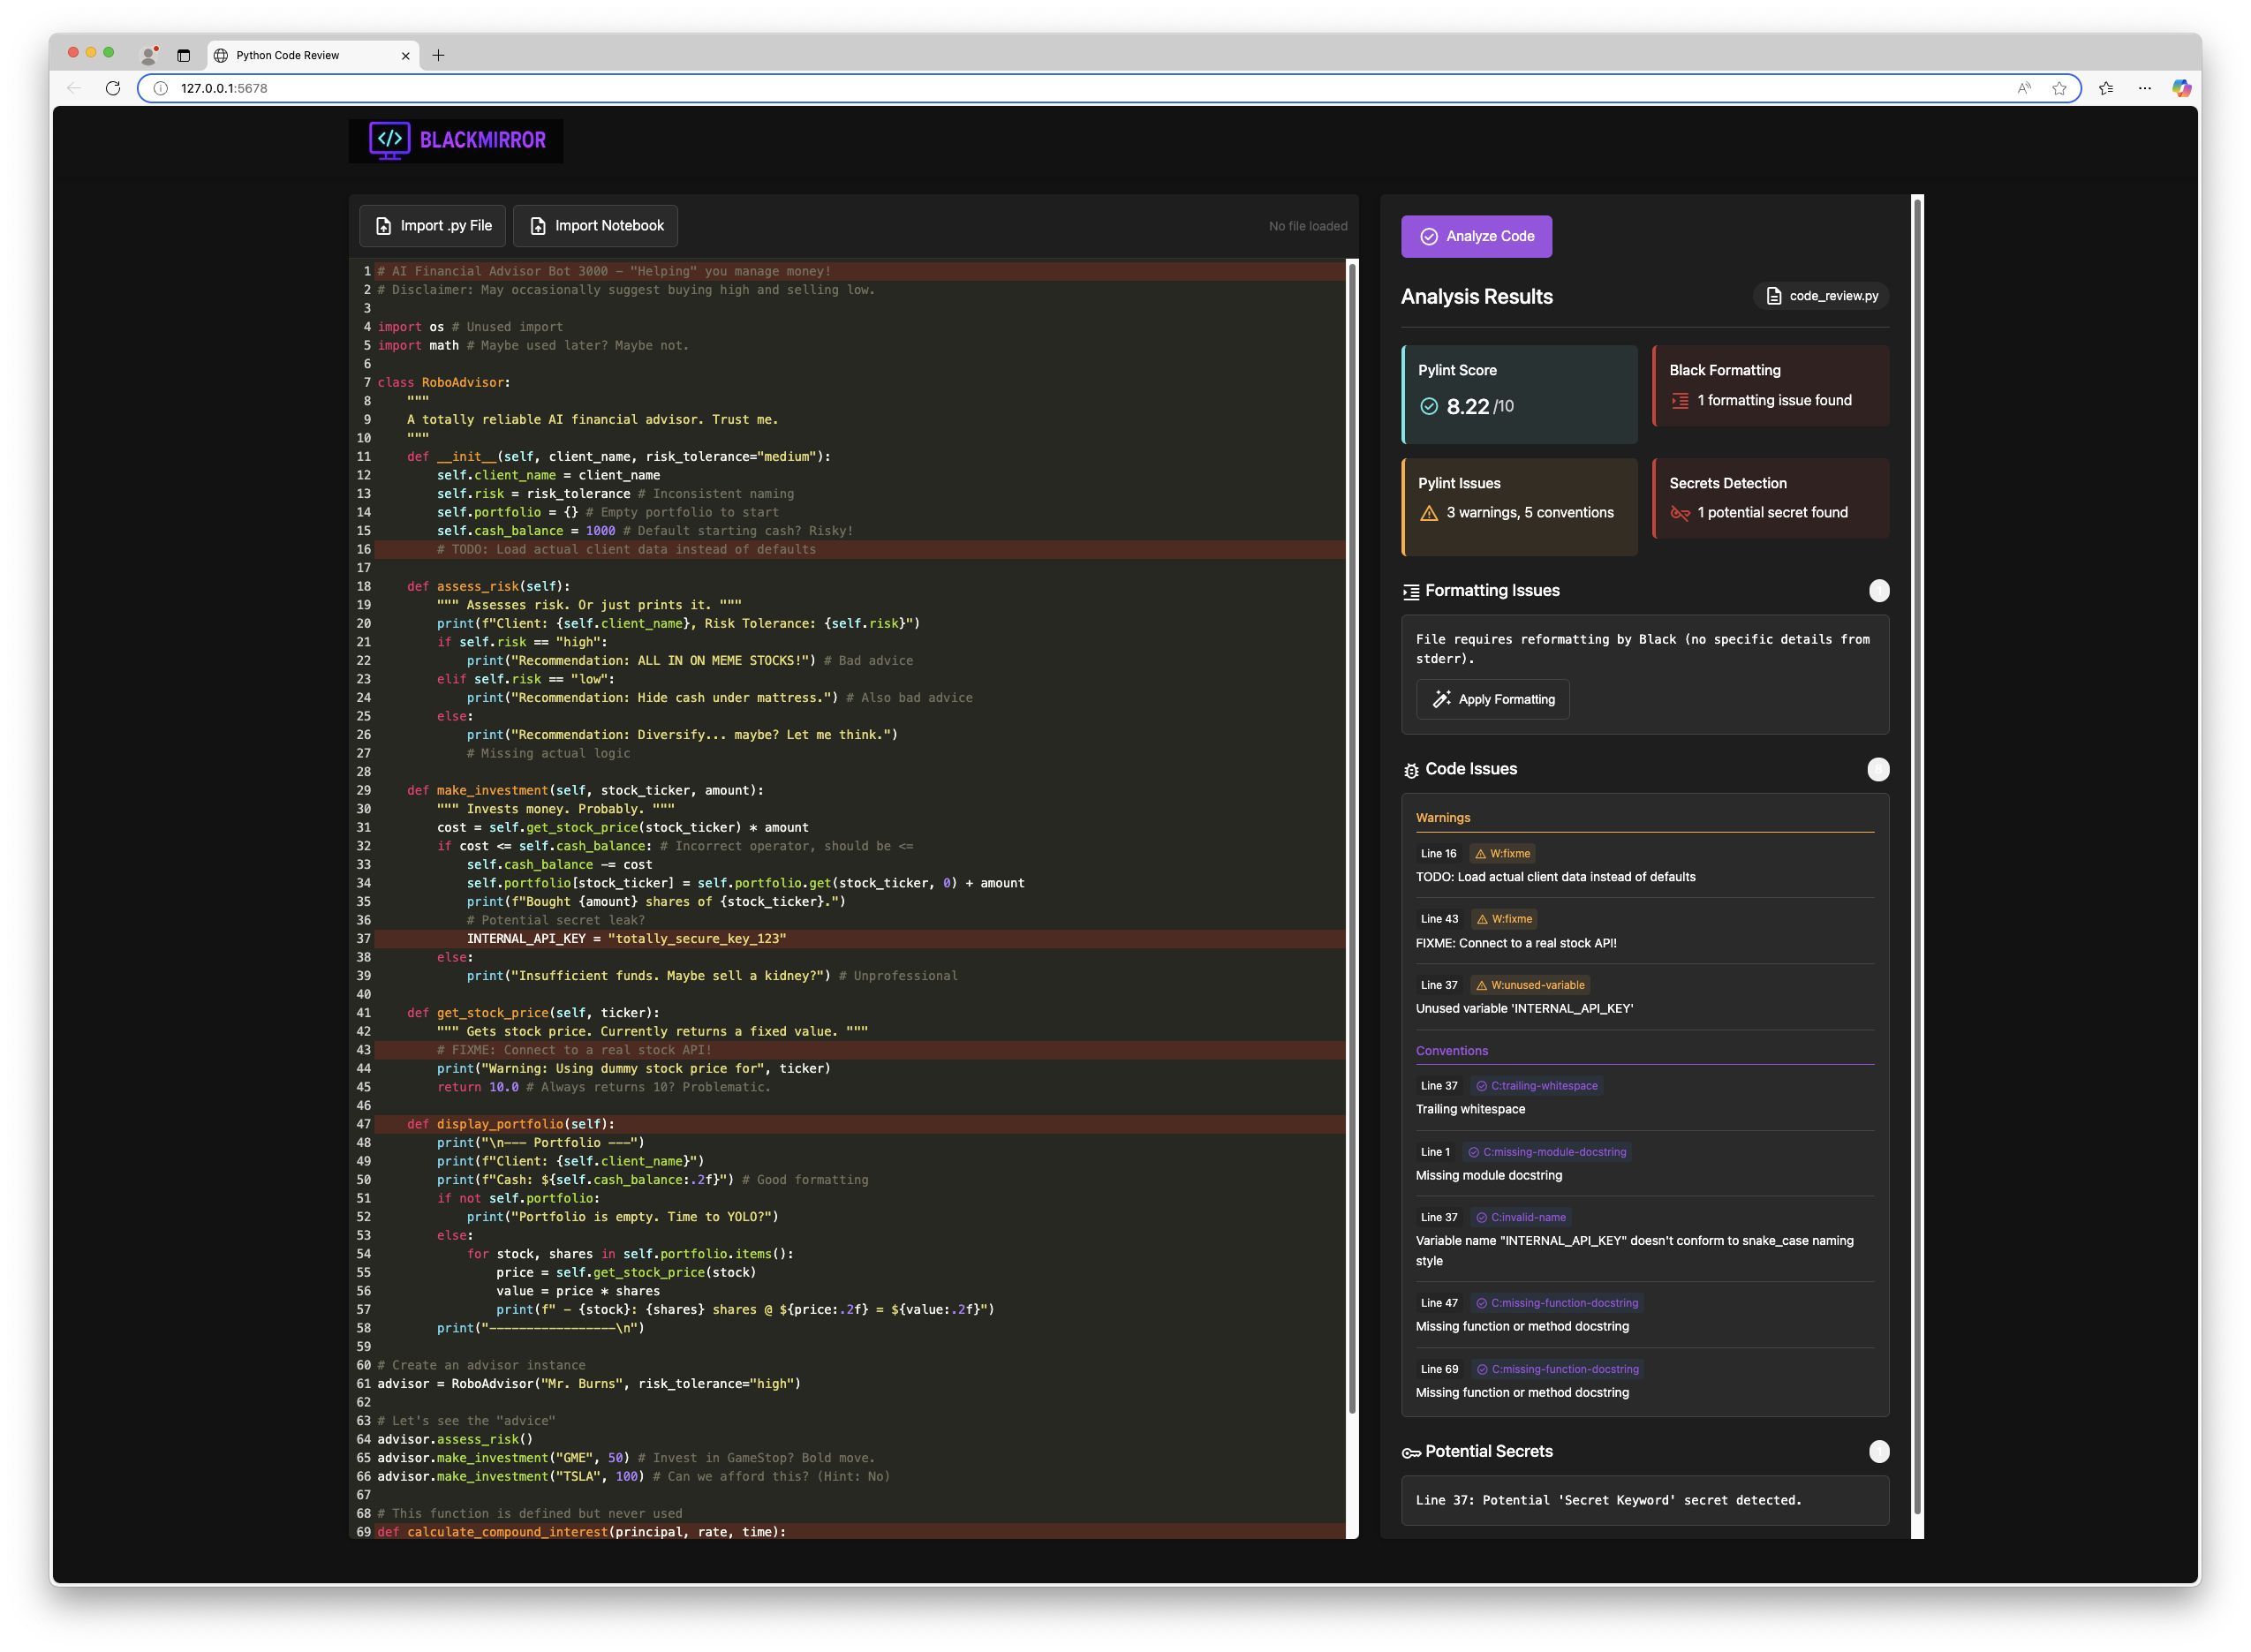 Python Code Review
127.0.0.1:5678
</> BLACKMIRROR
Import .py File
Import Notebook
No file loaded
1 # AI Financial Advisor Bot 3000 - "Helping" you manage money!
2 # Disclaimer: May occasionally suggest buying high and selling low.
3
4 import os # Unused import
5 import math # Maybe used later? Maybe not.
6
7 class RoboAdvisor:
8     """
9     A totally reliable AI financial advisor. Trust me.
10     """
11     def __init__(self, client_name, risk_tolerance="medium"):
12         self.client_name = client_name
13         self.risk = risk_tolerance # Inconsistent naming
14         self.portfolio = {} # Empty portfolio to start
15         self.cash_balance = 1000 # Default starting cash? Risky!
16         # TODO: Load actual client data instead of defaults
17
18     def assess_risk(self):
19         """ Assesses risk. Or just prints it. """
20         print(f"Client: {self.client_name}, Risk Tolerance: {self.risk}")
21         if self.risk == "high":
22             print("Recommendation: ALL IN ON MEME STOCKS!") # Bad advice
23         elif self.risk == "low":
24             print("Recommendation: Hide cash under mattress.") # Also bad advice
25         else:
26             print("Recommendation: Diversify... maybe? Let me think.")
27             # Missing actual logic
28
29     def make_investment(self, stock_ticker, amount):
30         """ Invests money. Probably. """
31         cost = self.get_stock_price(stock_ticker) * amount
32         if cost <= self.cash_balance: # Incorrect operator, should be <=
33             self.cash_balance -= cost
34             self.portfolio[stock_ticker] = self.portfolio.get(stock_ticker, 0) + amount
35             print(f"Bought {amount} shares of {stock_ticker}.")
36             # Potential secret leak?
37             INTERNAL_API_KEY = "totally_secure_key_123"
38         else:
39             print("Insufficient funds. Maybe sell a kidney?") # Unprofessional
40
41     def get_stock_price(self, ticker):
42         """ Gets stock price. Currently returns a fixed value. """
43         # FIXME: Connect to a real stock API!
44         print("Warning: Using dummy stock price for", ticker)
45         return 10.0 # Always returns 10? Problematic.
46
47     def display_portfolio(self):
48         print("\n--- Portfolio ---")
49         print(f"Client: {self.client_name}")
50         print(f"Cash: ${self.cash_balance:.2f}") # Good formatting
51         if not self.portfolio:
52             print("Portfolio is empty. Time to YOLO?")
53         else:
54             for stock, shares in self.portfolio.items():
55                 price = self.get_stock_price(stock)
56                 value = price * shares
57                 print(f" - {stock}: {shares} shares @ ${price:.2f} = ${value:.2f}")
58         print("-----------------\n")
59
60 # Create an advisor instance
61 advisor = RoboAdvisor("Mr. Burns", risk_tolerance="high")
62
63 # Let's see the "advice"
64 advisor.assess_risk()
65 advisor.make_investment("GME", 50) # Invest in GameStop? Bold move.
66 advisor.make_investment("TSLA", 100) # Can we afford this? (Hint: No)
67
68 # This function is defined but never used
69 def calculate_compound_interest(principal, rate, time):
Analyze Code
Analysis Results
code_review.py
Pylint Score
8.22/10
Black Formatting
1 formatting issue found
Pylint Issues
3 warnings, 5 conventions
Secrets Detection
1 potential secret found
Formatting Issues
File requires reformatting by Black (no specific details from
stderr).
Apply Formatting
Code Issues
Warnings
Line 16 W:fixme
TODO: Load actual client data instead of defaults
Line 43 W:fixme
FIXME: Connect to a real stock API!
Line 37 W:unused-variable
Unused variable 'INTERNAL_API_KEY'
Conventions
Line 37 C:trailing-whitespace
Trailing whitespace
Line 1 C:missing-module-docstring
Missing module docstring
Line 37 C:invalid-name
Variable name "INTERNAL_API_KEY" doesn't conform to snake_case naming
style
Line 47 C:missing-function-docstring
Missing function or method docstring
Line 69 C:missing-function-docstring
Missing function or method docstring
Potential Secrets
Line 37: Potential 'Secret Keyword' secret detected.